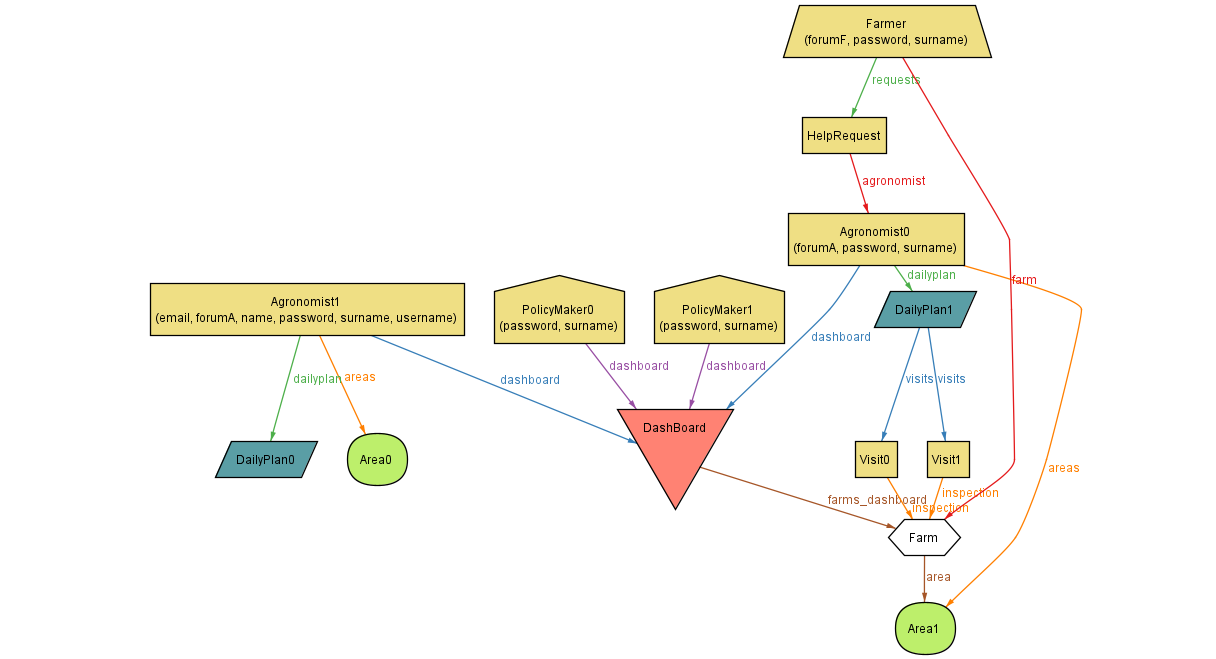 Farmer
(forumF, password, surname)
requests
HelpRequest
agronomist
Agronomist0
(forumA, password, surname)
dailyplan
farm
Agronomist1
(email, forumA, name, password, surname, username)
PolicyMaker0
(password, surname)
PolicyMaker1
(password, surname)
DailyPlan1
dashboard
dailyplan
areas
dashboard
dashboard
dashboard
visits
visits
DashBoard
DailyPlan0
Area0
Visit0
Visit1
areas
farms_dashboard
inspection
inspection
Farm
area
Area1